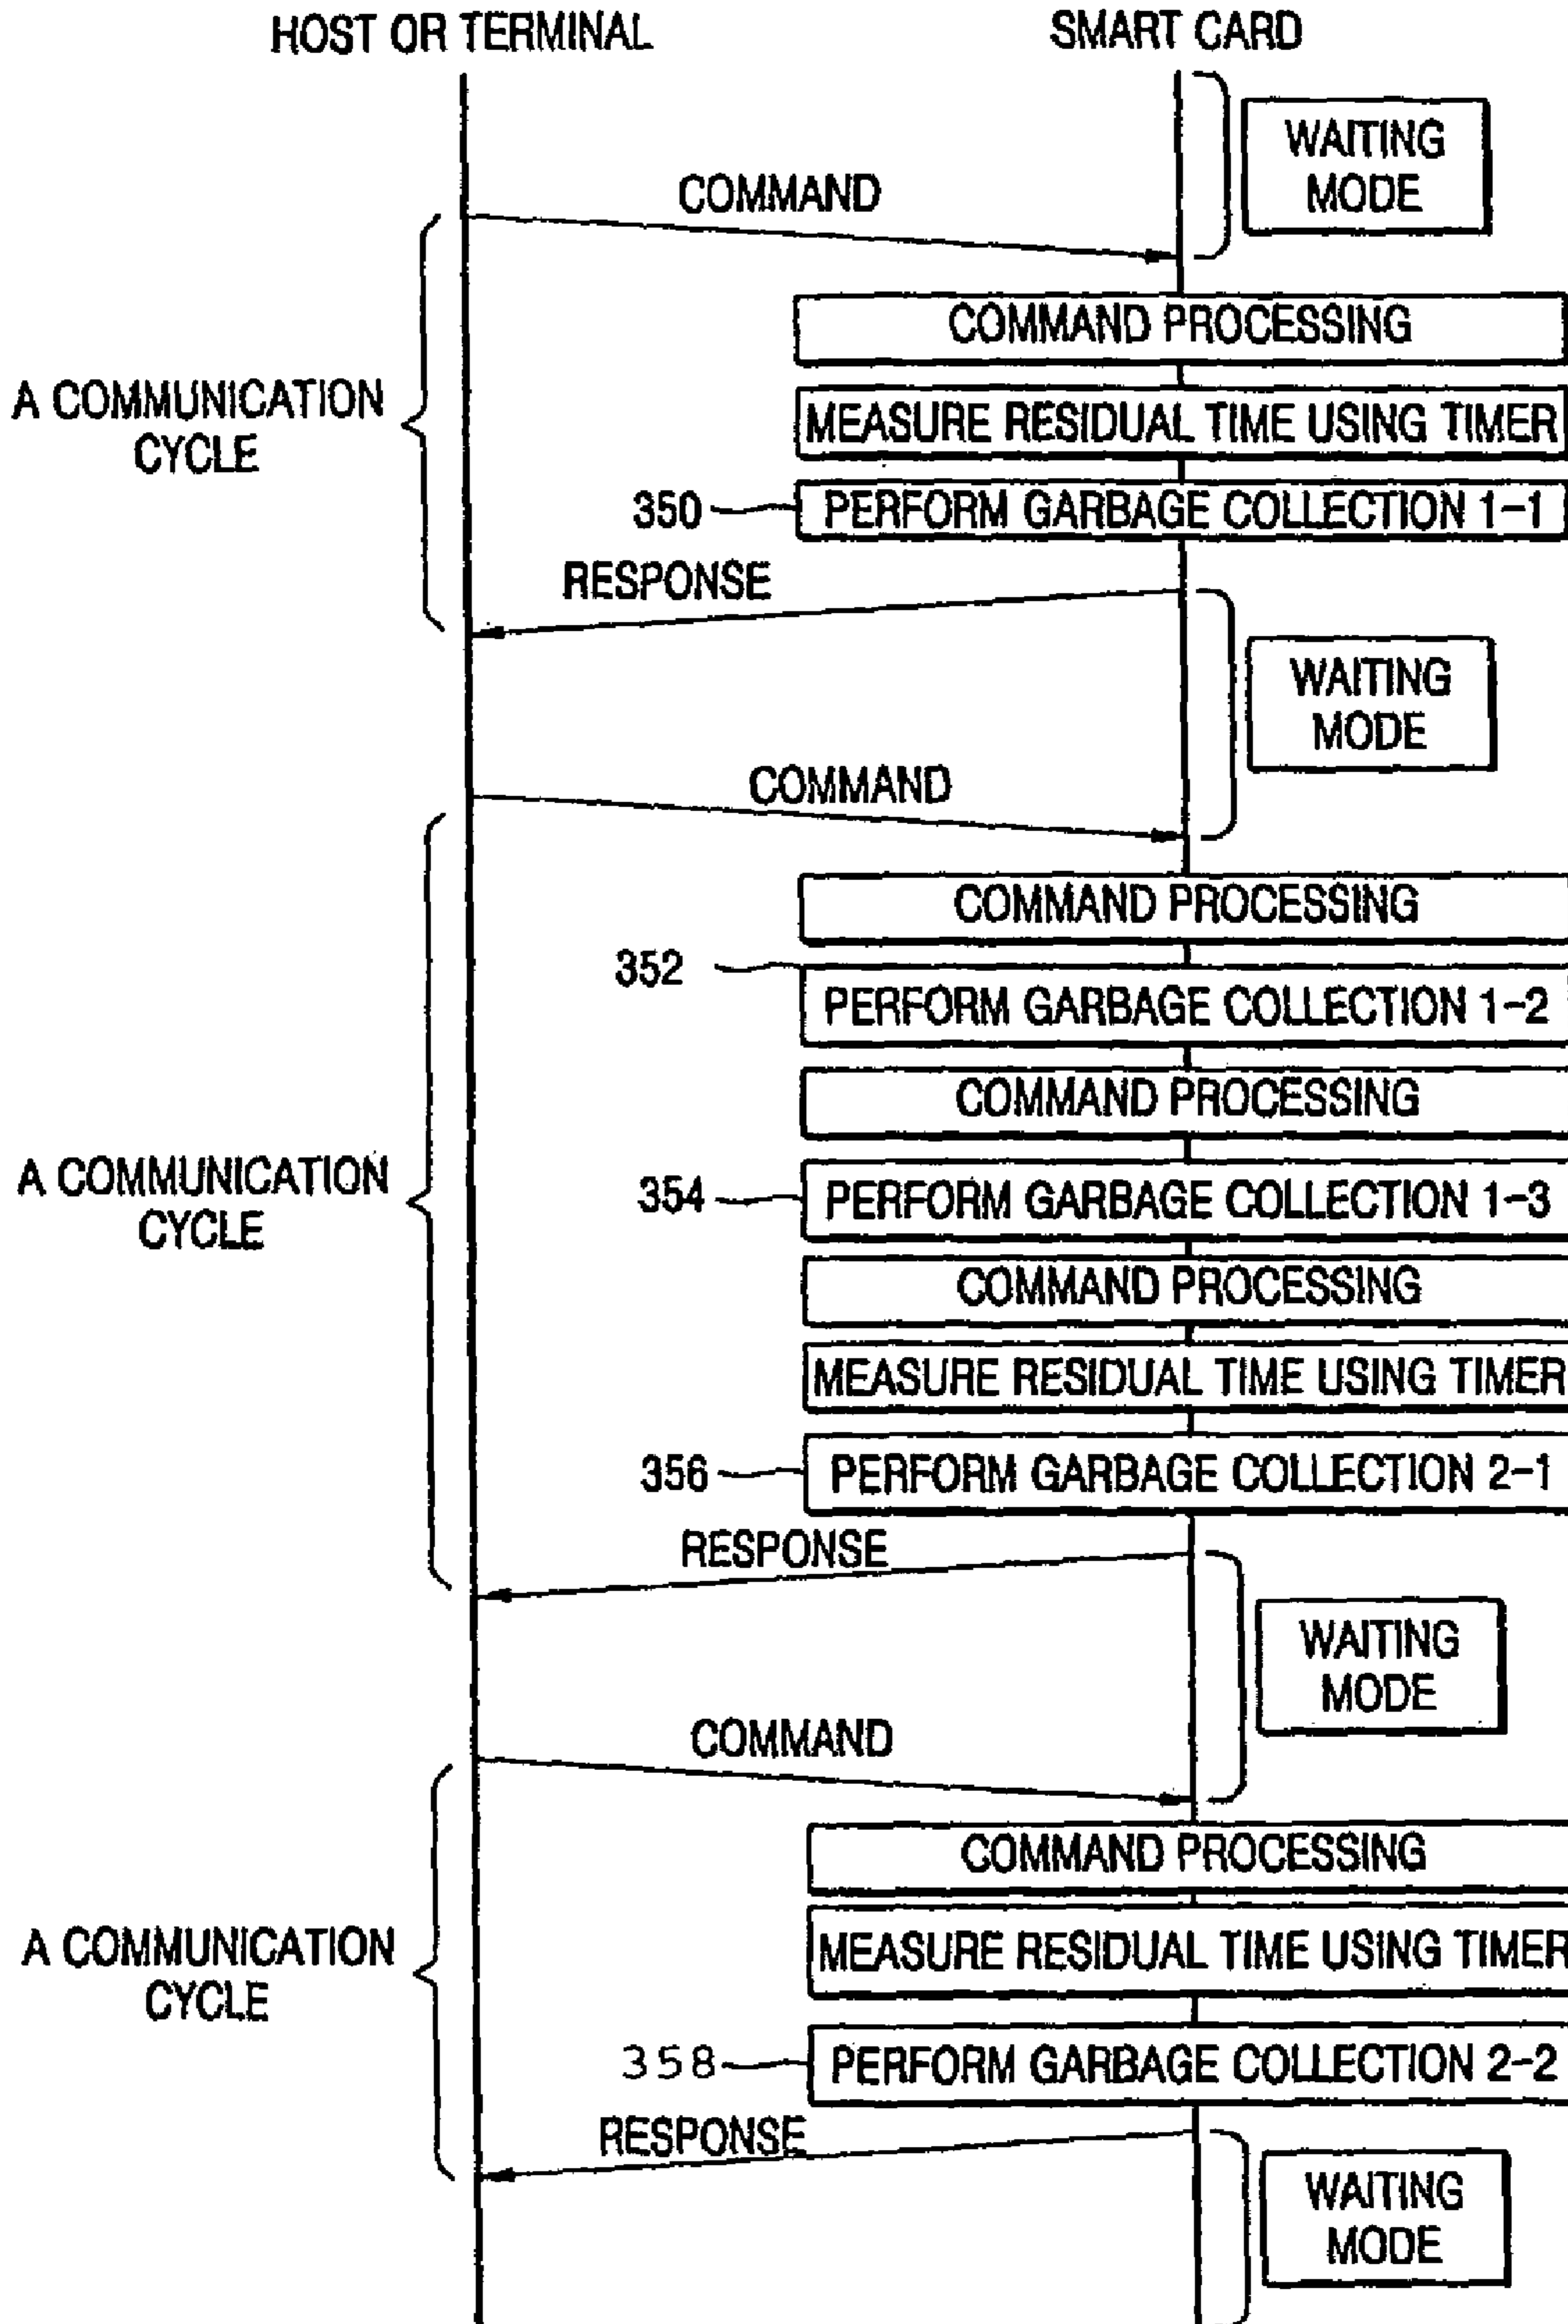 HOST OR TERMINAL
SMART CARD
WAITING
MODE
COMMAND
COMMAND PROCESSING
A COMMUNICATION
CYCLE
MEASURE RESIDUAL TIME USING TIMER
350
PERFORM GARBAGE COLLECTION 1-1
RESPONSE
WAITING
MODE
COMMAND
COMMAND PROCESSING
352
PERFORM GARBAGE COLLECTION 1-2
COMMAND PROCESSING
A COMMUNICATION
CYCLE
354
PERFORM GARBAGE COLLECTION 1-3
COMMAND PROCESSING
MEASURE RESIDUAL TIME USING TIMER
356
PERFORM GARBAGE COLLECTION 2-1
RESPONSE
WAITING
MODE
COMMAND
COMMAND PROCESSING
A COMMUNICATION
CYCLE
MEASURE RESIDUAL TIME USING TIMER
358
PERFORM GARBAGE COLLECTION 2-2
RESPONSE
WAITING
MODE